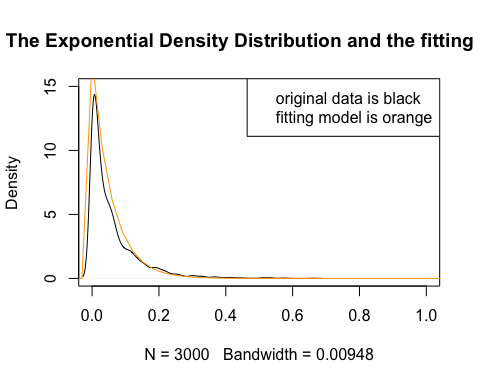 The Exponential Density Distribution and the fitting
original data is black
fitting model is orange
Density
15
10
5
0
0.0 0.2 0.4 0.6 0.8 1.0
N = 3000 Bandwidth = 0.00948